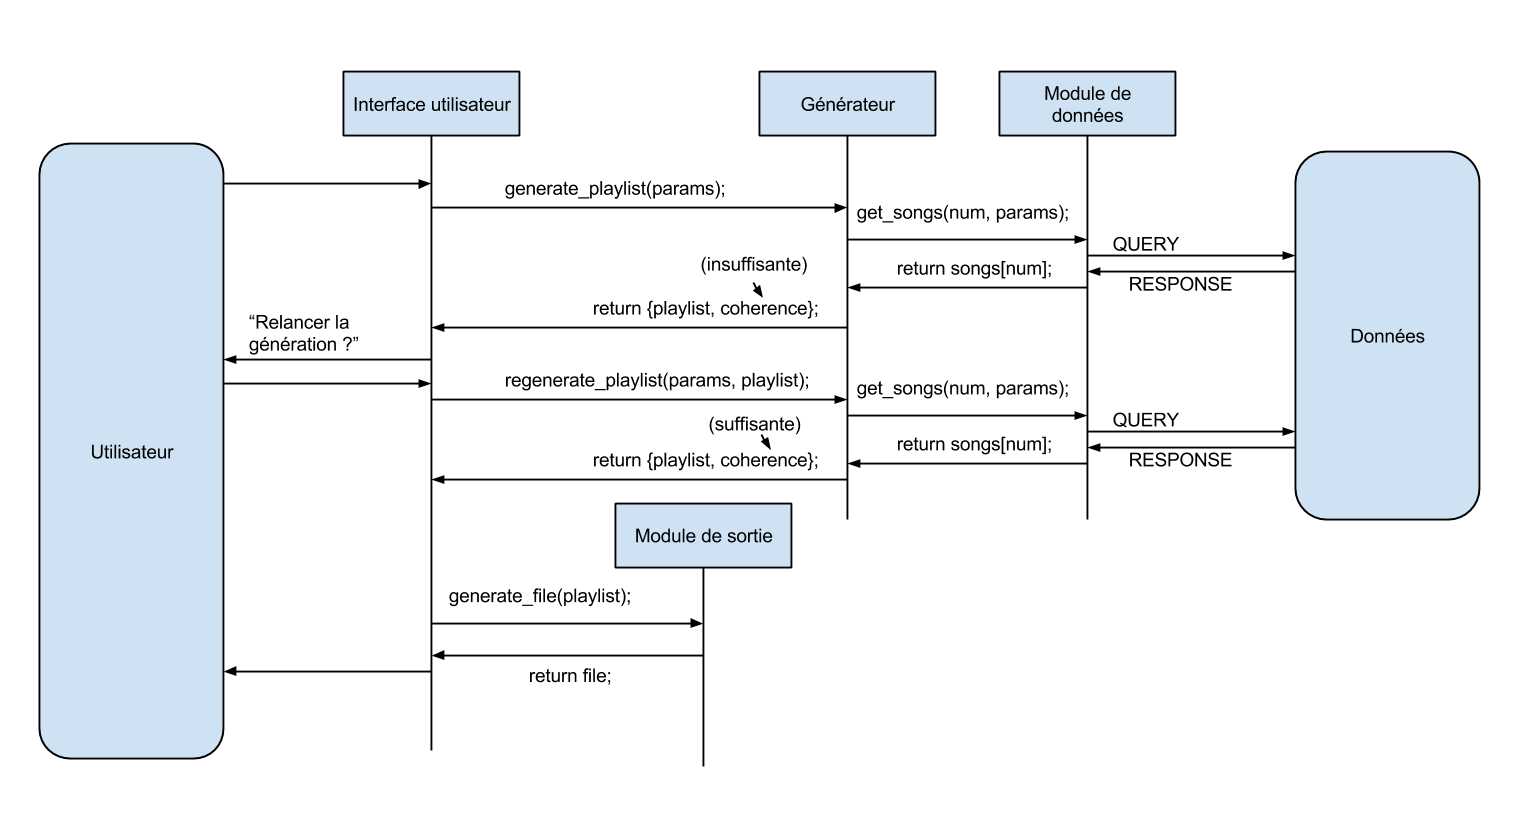 Interface utilisateur
Générateur
Module de
données
generate_playlist(params);
get_songs(num, params);
QUERY
(insuffisante)
return songs[num];
RESPONSE
return {playlist, coherence};
“Relancer la
génération ?”
Données
regenerate_playlist(params, playlist);
get_songs(num, params);
QUERY
(suffisante)
return songs[num];
Utilisateur
return {playlist, coherence};
RESPONSE
Module de sortie
generate_file(playlist);
return file;